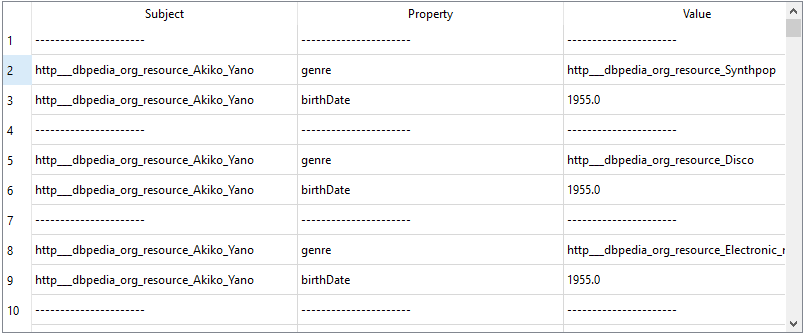 Subject Property Value
1 ---------------------- ---------------------- ----------------------
2 http___dbpedia_org_resource_Akiko_Yano genre http___dbpedia_org_resource_Synthpop
3 http___dbpedia_org_resource_Akiko_Yano birthDate 1955.0
4 ---------------------- ---------------------- ----------------------
5 http___dbpedia_org_resource_Akiko_Yano genre http___dbpedia_org_resource_Disco
6 http___dbpedia_org_resource_Akiko_Yano birthDate 1955.0
7 ---------------------- ---------------------- ----------------------
8 http___dbpedia_org_resource_Akiko_Yano genre http___dbpedia_org_resource_Electronic_
9 http___dbpedia_org_resource_Akiko_Yano birthDate 1955.0
10 ---------------------- ---------------------- ----------------------